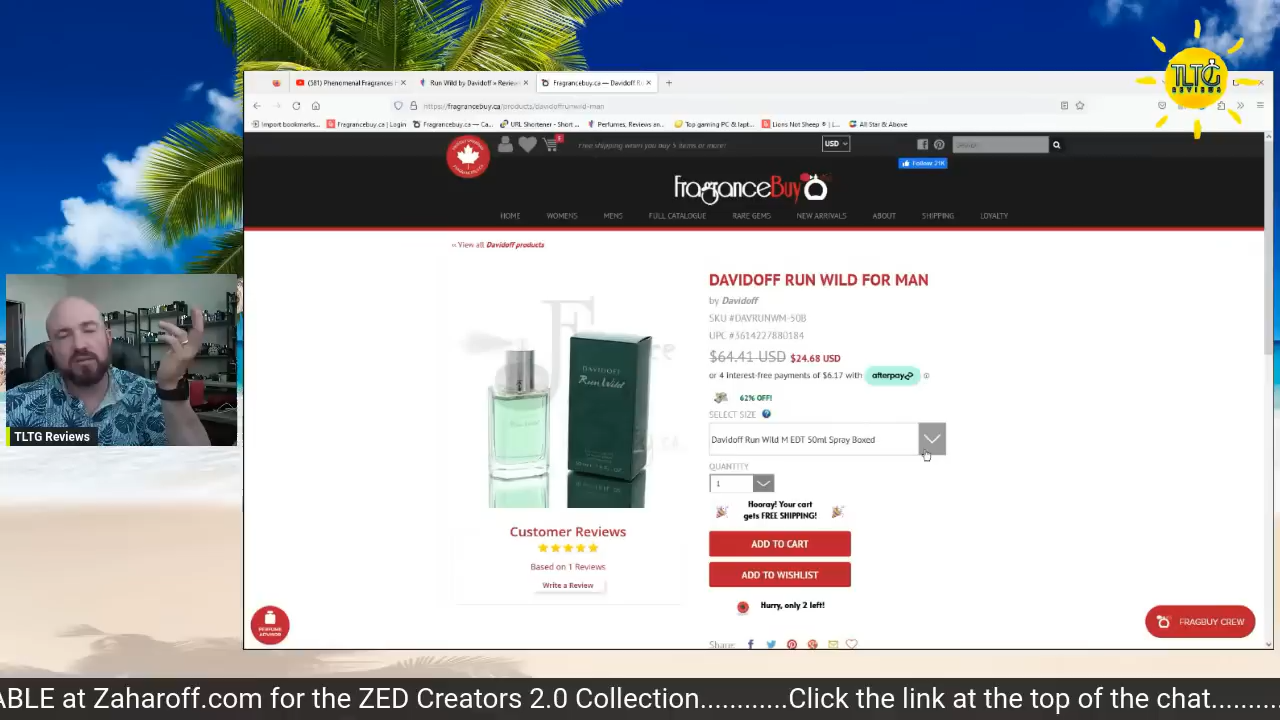 TLTG
REVIEWS
(581) Phenomenal Fragrances
Run Wild by Davidoff » Review
Fragrancebuy.ca — Davidoff R
https://fragrancebuy.ca/products/davidoffrunwild-man
Import bookmarks...
Fragrancebuy.ca | Login
Fragrancebuy.ca — Ca...
URL Shortener - Short ...
Perfumes, Reviews an...
Top gaming PC & lapt...
Lions Not Sheep ® | L...
All Star & Above
Free shipping when you buy 3 items or more!
USD
Follow 21K
FragranceBuy
HOME
WOMENS
MENS
FULL CATALOGUE
RARE GEMS
NEW ARRIVALS
ABOUT
SHIPPING
LOYALTY
View all Davidoff products
DAVIDOFF RUN WILD FOR MAN
by Davidoff
SKU #DAVRUNWM-50B
UPC #3614227880184
$64.41 USD $24.68 USD
or 4 interest-free payments of $6.17 with afterpay
62% OFF!
SELECT SIZE
Davidoff Run Wild M EDT 50ml Spray Boxed
QUANTITY
1
Hooray! Your cart
gets FREE SHIPPING!
ADD TO CART
ADD TO WISHLIST
Hurry, only 2 left!
Share:
DAVIDOFF
Run Wild
Run Wild
Customer Reviews
Based on 1 Reviews
Write a Review
PERFUME
ADVISOR
FRAGBUY CREW
TLTG Reviews
ABLE at Zaharoff.com for the ZED Creators 2.0 Collection...........Click the link at the top of the chat.........